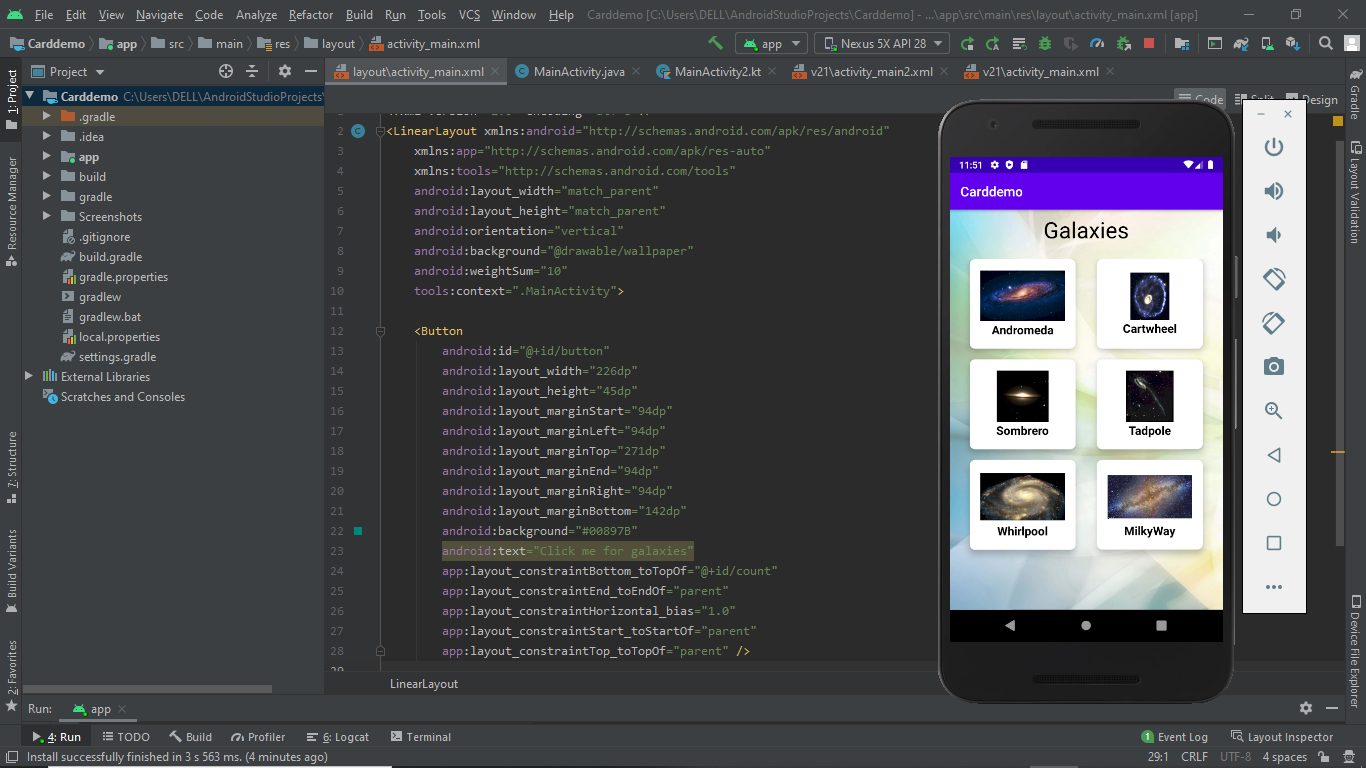 File Edit View Navigate Code Analyze Refactor Build Run Tools VCS Window Help Carddemo [C:\Users\DELL\AndroidStudioProjects\Carddemo] - ...\app\src\main\res\layout\activity_main.xml [app]
Carddemo app src main res layout activity_main.xml app Nexus 5X API 28
Project
layout\activity_main.xml MainActivity.java MainActivity2.kt v21\activity_main2.xml v21\activity_main.xml
Code Split Design
1: Project
Resource Manager
7: Structure
Build Variants
2: Favorites
Carddemo C:\Users\DELL\AndroidStudioProjects\
.gradle
.idea
app
build
gradle
Screenshots
.gitignore
build.gradle
gradle.properties
gradlew
gradlew.bat
local.properties
settings.gradle
External Libraries
Scratches and Consoles
2 <LinearLayout xmlns:android="http://schemas.android.com/apk/res/android"
3 xmlns:app="http://schemas.android.com/apk/res-auto"
4 xmlns:tools="http://schemas.android.com/tools"
5 android:layout_width="match_parent"
6 android:layout_height="match_parent"
7 android:orientation="vertical"
8 android:background="@drawable/wallpaper"
9 android:weightSum="10"
10 tools:context=".MainActivity">
11
12 <Button
13 android:id="@+id/button"
14 android:layout_width="226dp"
15 android:layout_height="45dp"
16 android:layout_marginStart="94dp"
17 android:layout_marginLeft="94dp"
18 android:layout_marginTop="271dp"
19 android:layout_marginEnd="94dp"
20 android:layout_marginRight="94dp"
21 android:layout_marginBottom="142dp"
22 android:background="#00897B"
23 android:text="Click me for galaxies"
24 app:layout_constraintBottom_toTopOf="@+id/count"
25 app:layout_constraintEnd_toEndOf="parent"
26 app:layout_constraintHorizontal_bias="1.0"
27 app:layout_constraintStart_toStartOf="parent"
28 app:layout_constraintTop_toTopOf="parent" />
29
LinearLayout
11:51
Carddemo
Galaxies
Andromeda Cartwheel
Sombrero Tadpole
Whirlpool MilkyWay
Gradle
Layout Validation
Device File Explorer
Run: app
4: Run TODO Build Profiler 6: Logcat Terminal 1 Event Log Layout Inspector
Install successfully finished in 3 s 563 ms. (4 minutes ago) 29:1 CRLF UTF-8 4 spaces